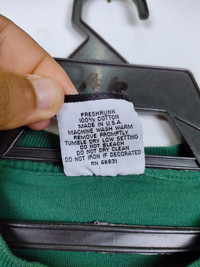 PRESHRUNK
100% COTTON
MADE IN U.S.A.
MACHINE WASH WARM
REMOVE PROMPTLY
TUMBLE DRY LOW SETTING
DO NOT BLEACH
DO NOT DRY CLEAN
DO NOT IRON IF DECORATED
RN 46831